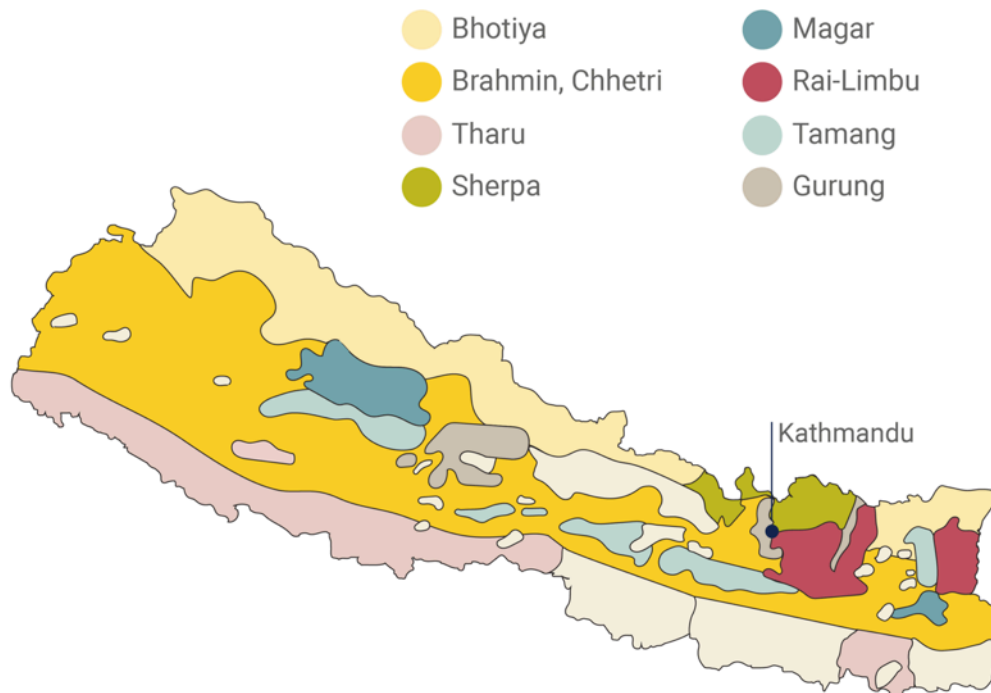 Bhotiya
Brahmin, Chhetri
Tharu
Sherpa
Magar
Rai-Limbu
Tamang
Gurung
Kathmandu